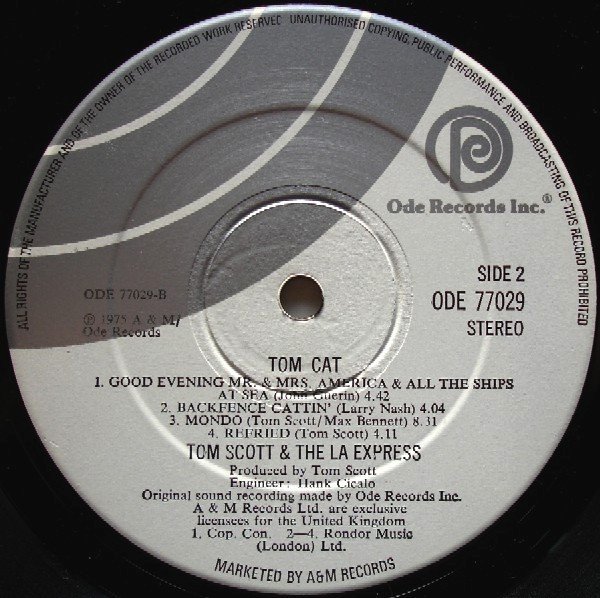 ALL RIGHTS OF THE MANUFACTURER AND OF THE OWNER OF THE RECORDED WORK RESERVED UNAUTHORISED COPYING, PUBLIC PERFORMANCE AND BROADCASTING OF THIS RECORD PROHIBITED
Ode Records Inc.®
SIDE 2
ODE 77029-B
ODE 77029
℗ 1975 A & M/
Ode Records
STEREO
TOM CAT
1. GOOD EVENING MR. & MRS. AMERICA & ALL THE SHIPS
AT SEA (John Guerin) 4.42
2. BACKFENCE CATTIN' (Larry Nash) 4.04
3. MONDO (Tom Scott/Max Bennett) 8.31
4. REFRIED (Tom Scott) 4.11
TOM SCOTT & THE LA EXPRESS
Produced by Tom Scott
Engineer: Hank Cicalo
Original sound recording made by Ode Records Inc.
A & M Records Ltd. are exclusive
licensees for the United Kingdom
1. Cop. Con. 2—4. Rondor Music
(London) Ltd.
MARKETED BY A&M RECORDS